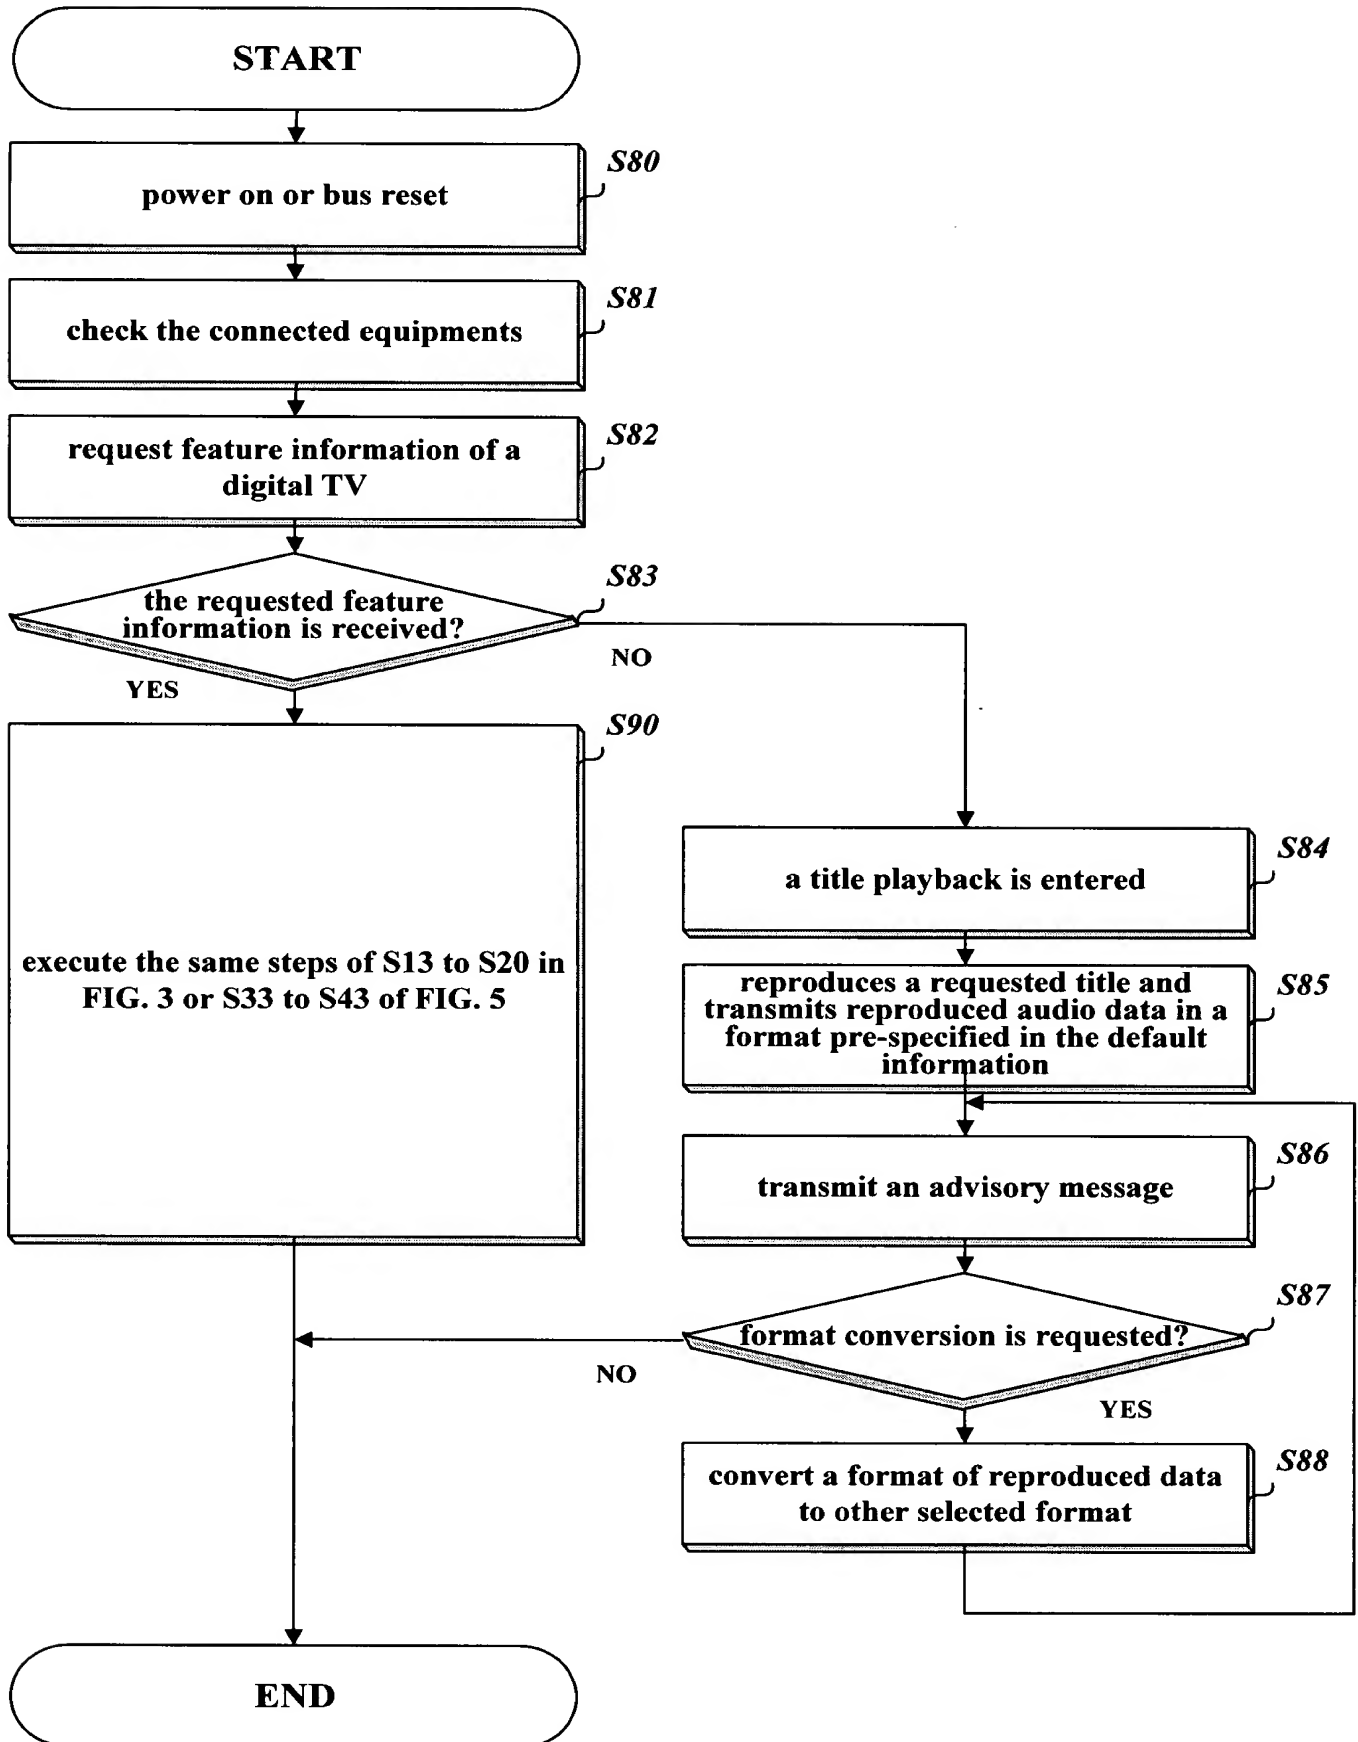 START
S80
power on or bus reset
S81
check the connected equipments
S82
request feature information of a
digital TV
S83
the requested feature
information is received?
NO
YES
S90
execute the same steps of S13 to S20 in
FIG. 3 or S33 to S43 of FIG. 5
S84
a title playback is entered
S85
reproduces a requested title and
transmits reproduced audio data in a
format pre-specified in the default
information
S86
transmit an advisory message
S87
format conversion is requested?
NO
YES
S88
convert a format of reproduced data
to other selected format
END